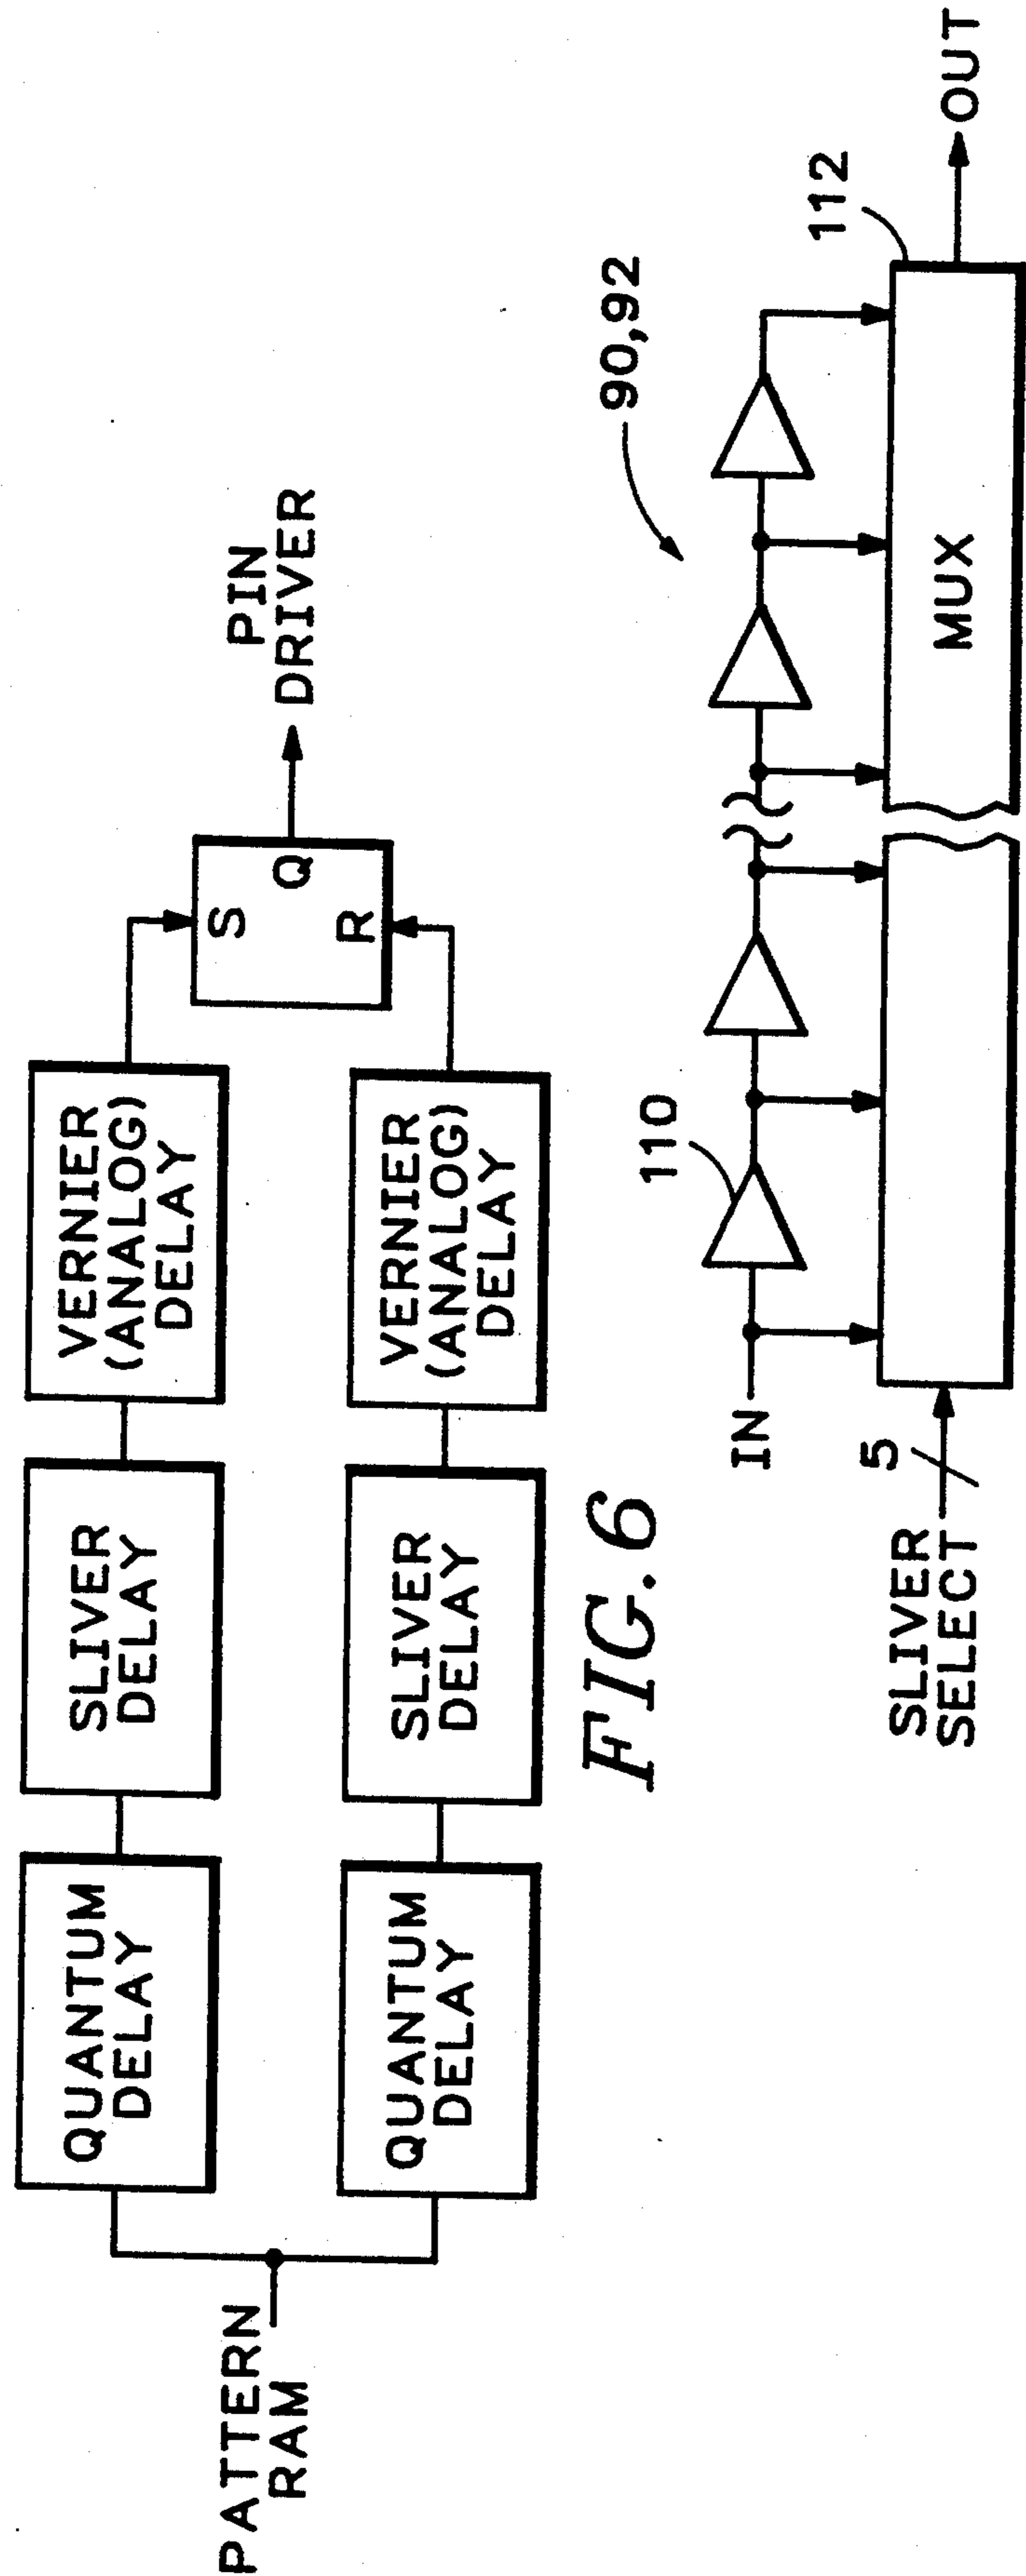 PATTERN
RAM
QUANTUM
DELAY
SLIVER
DELAY
VERNIER
(ANALOG)
DELAY
QUANTUM
DELAY
SLIVER
DELAY
VERNIER
(ANALOG)
DELAY
S
Q
R
PIN
DRIVER
FIG. 6
SLIVER
SELECT
5
IN
110
90,92
112
MUX
OUT